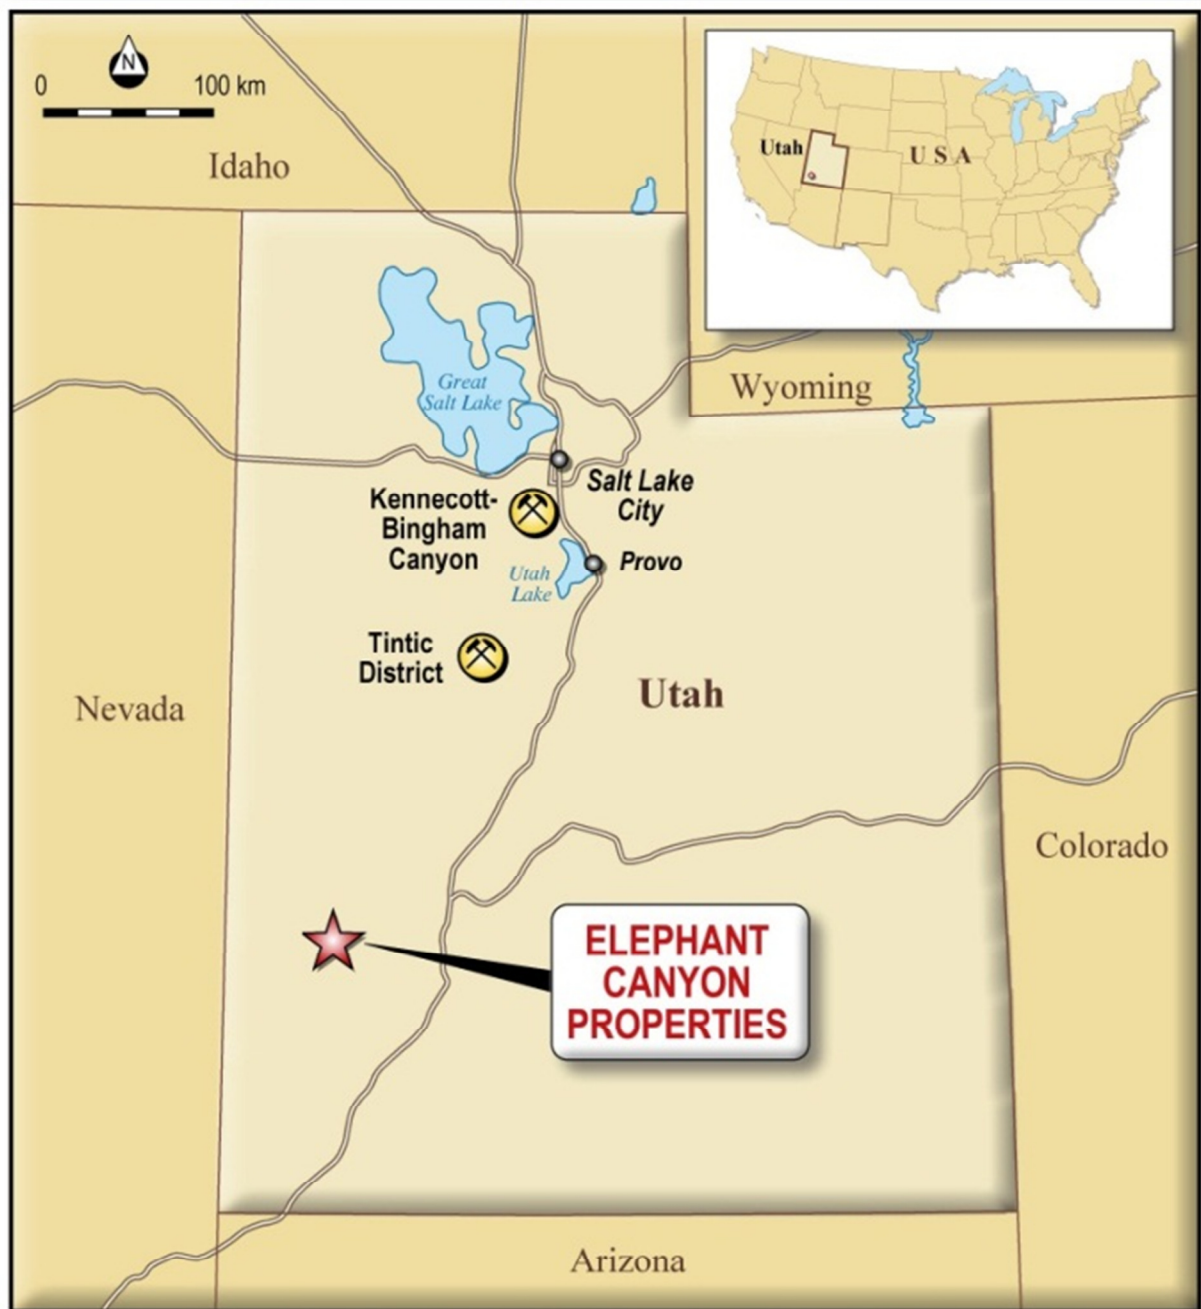 N
0 100 km
Idaho
Utah
U S A
Wyoming
Great
Salt Lake
Salt Lake
City
Kennecott-
Bingham
Canyon
Utah
Lake
Provo
Tintic
District
Nevada
Utah
Colorado
ELEPHANT
CANYON
PROPERTIES
Arizona